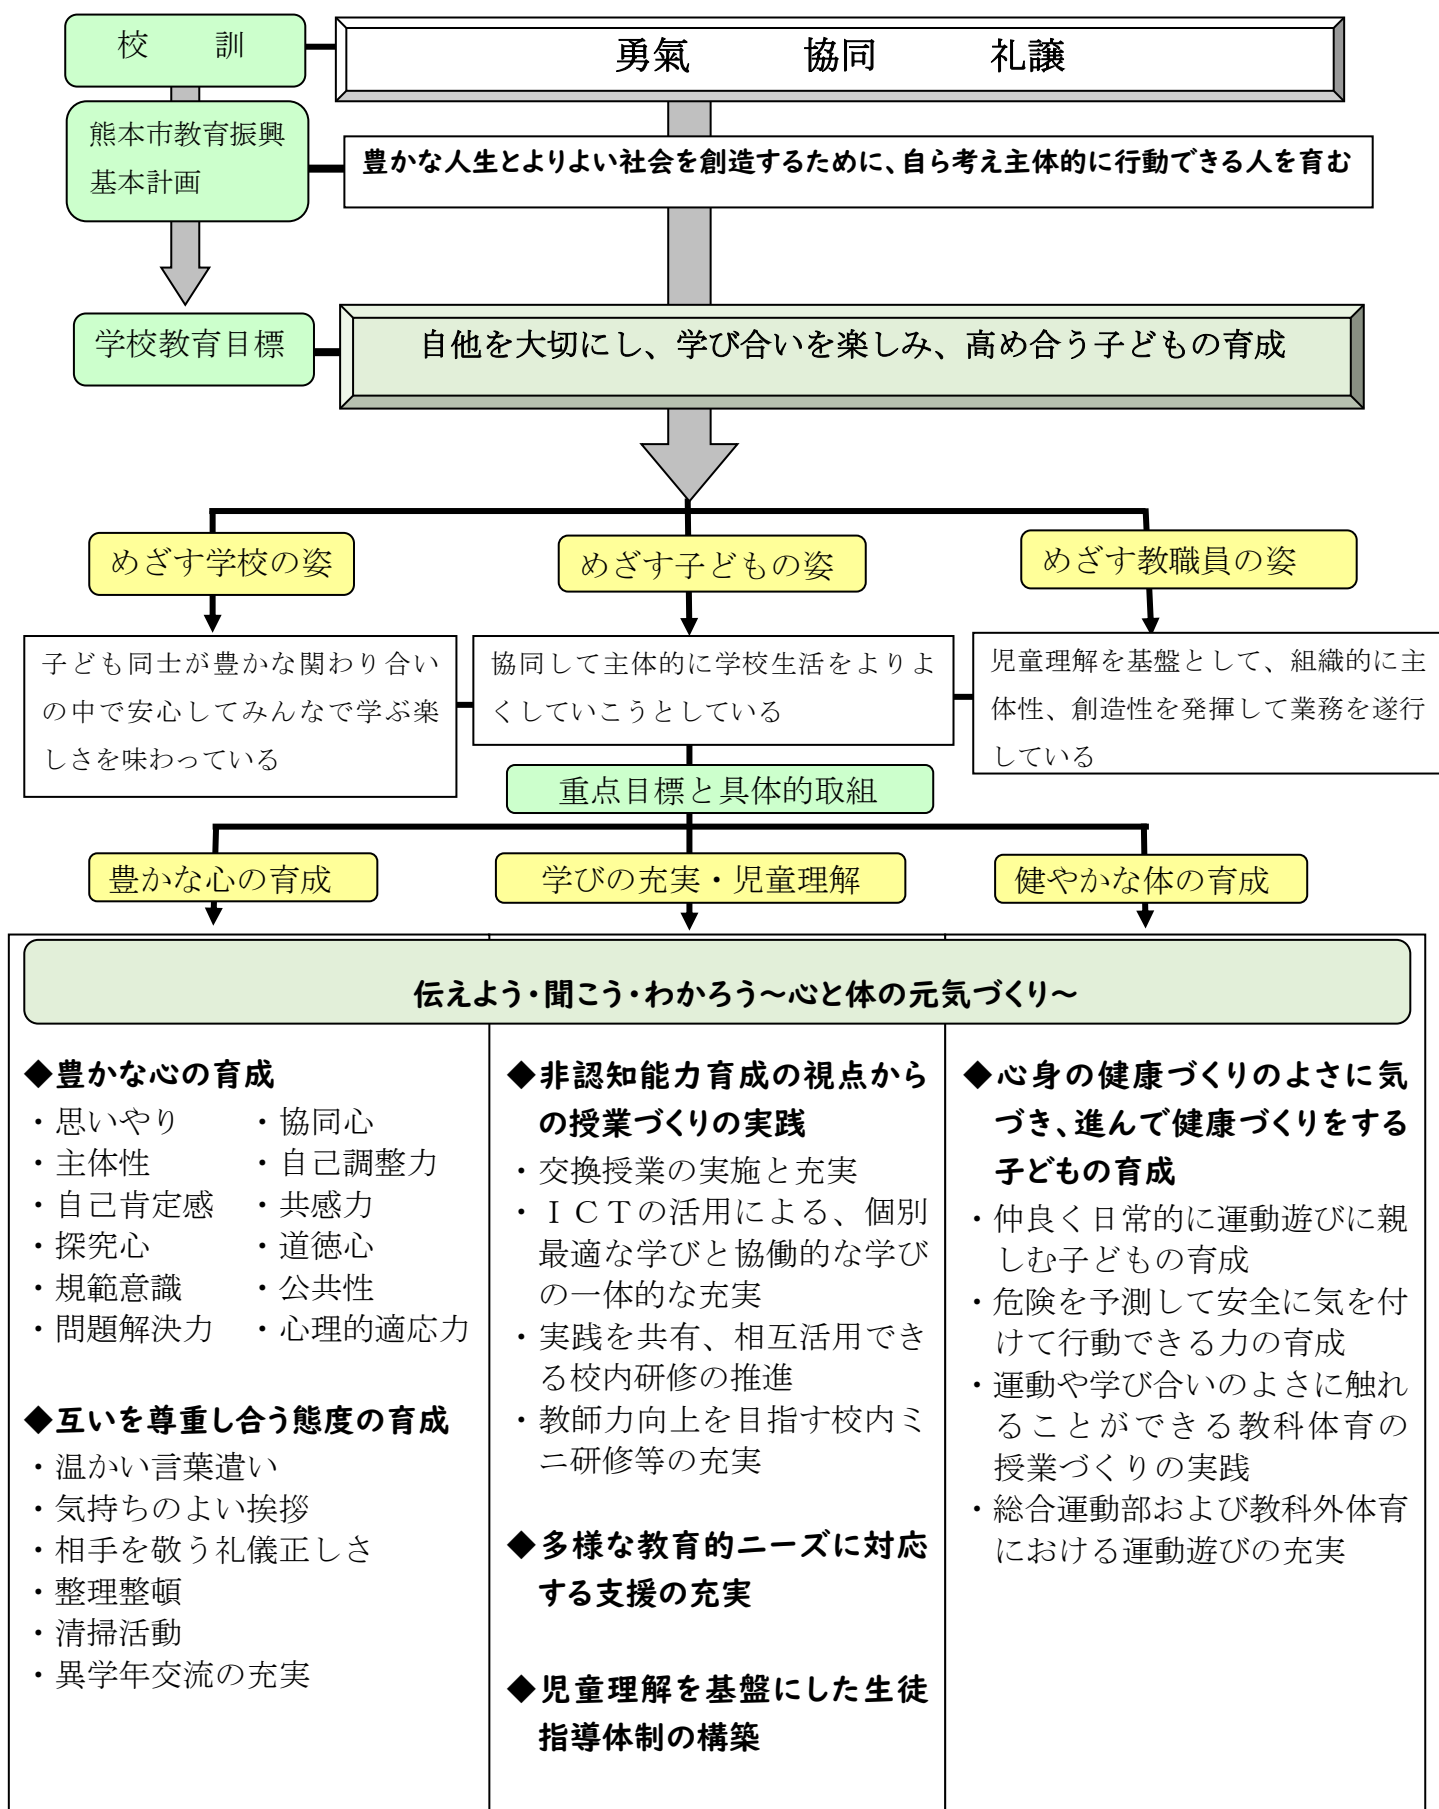 校　　訓
勇氣　　協同　　礼譲
熊本市教育振興
基本計画
豊かな人生とよりよい社会を創造するために、自ら考え主体的に行動できる人を育む
学校教育目標
自他を大切にし、学び合いを楽しみ、高め合う子どもの育成
めざす学校の姿
めざす子どもの姿
めざす教職員の姿
子ども同士が豊かな関わり合い
の中で安心してみんなで学ぶ楽
しさを味わっている
協同して主体的に学校生活をよりよ
くしていこうとしている
児童理解を基盤として、組織的に主
体性、創造性を発揮して業務を遂行
している
重点目標と具体的取組
豊かな心の育成
学びの充実・児童理解
健やかな体の育成
伝えよう・聞こう・わかろう～心と体の元気づくり～
◆豊かな心の育成
・思いやり　　・協同心
・主体性　　　・自己調整力
・自己肯定感　・共感力
・探究心　　　・道徳心
・規範意識　　・公共性
・問題解決力　・心理的適応力
◆互いを尊重し合う態度の育成
・温かい言葉遣い
・気持ちのよい挨拶
・相手を敬う礼儀正しさ
・整理整頓
・清掃活動
・異学年交流の充実
◆非認知能力育成の視点から
の授業づくりの実践
・交換授業の実施と充実
・ＩＣＴの活用による、個別
最適な学びと協働的な学び
の一体的な充実
・実践を共有、相互活用でき
る校内研修の推進
・教師力向上を目指す校内ミ
ニ研修等の充実
◆多様な教育的ニーズに対応
する支援の充実
◆児童理解を基盤にした生徒
指導体制の構築
◆心身の健康づくりのよさに気
づき、進んで健康づくりをする
子どもの育成
・仲良く日常的に運動遊びに親
しむ子どもの育成
・危険を予測して安全に気を付
けて行動できる力の育成
・運動や学び合いのよさに触れ
ることができる教科体育の
授業づくりの実践
・総合運動部および教科外体育
における運動遊びの充実